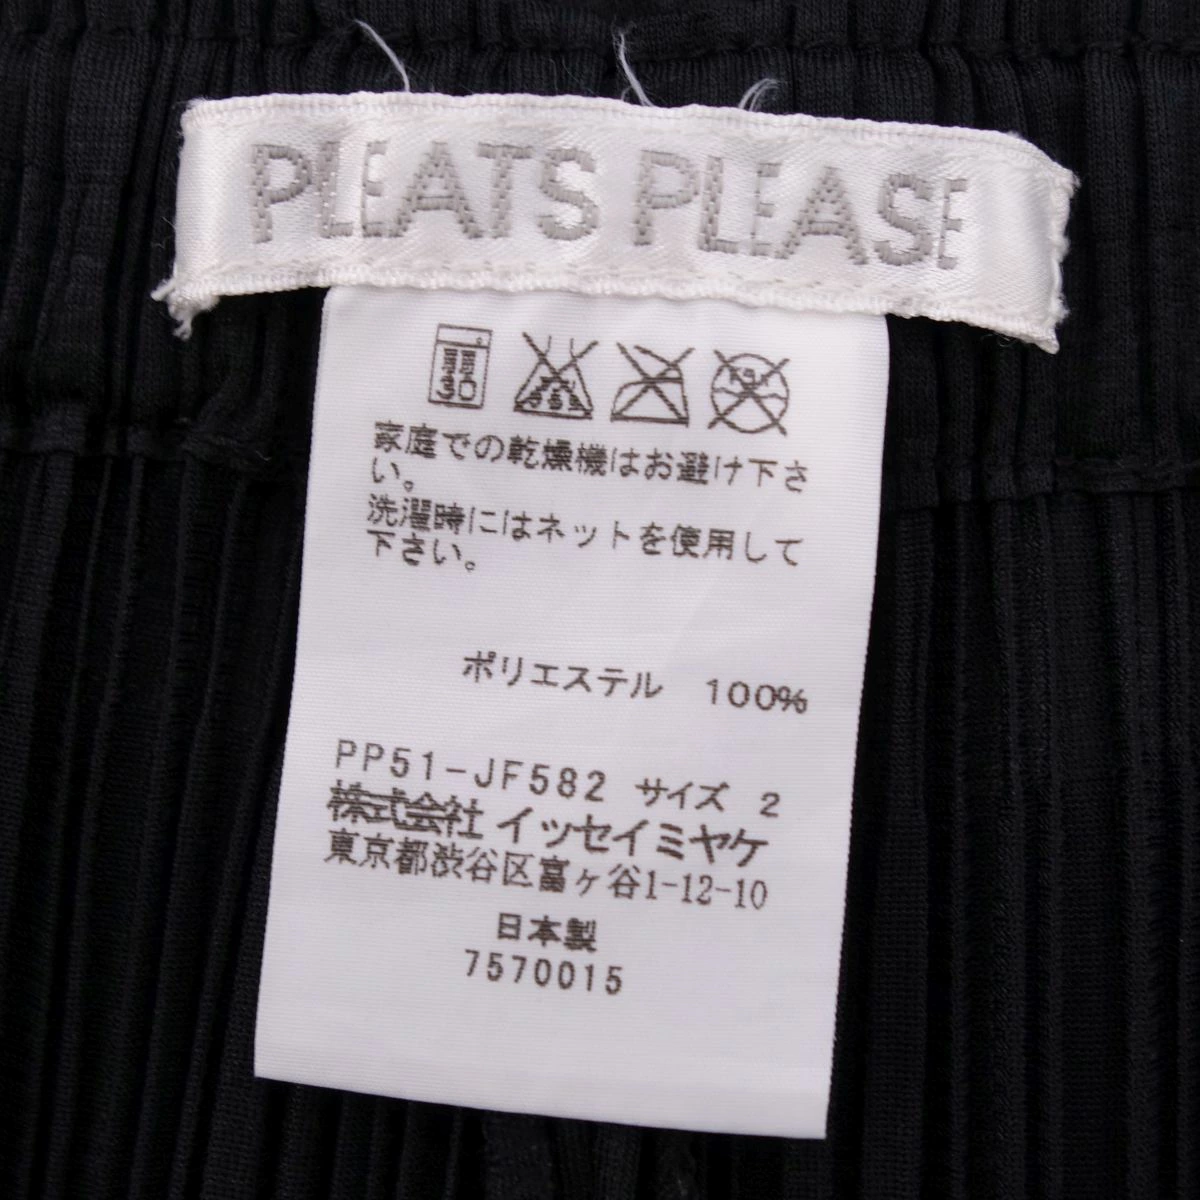 PLEATS PLEASE
30
家庭での乾燥機はお避け下さ
い。
洗濯時にはネットを使用して
下さい。
ポリエステル 100%
PP51-JF582 サイズ 2
株式会社 イッセイミヤケ
東京都渋谷区富ヶ谷1-12-10
日本製
7570015